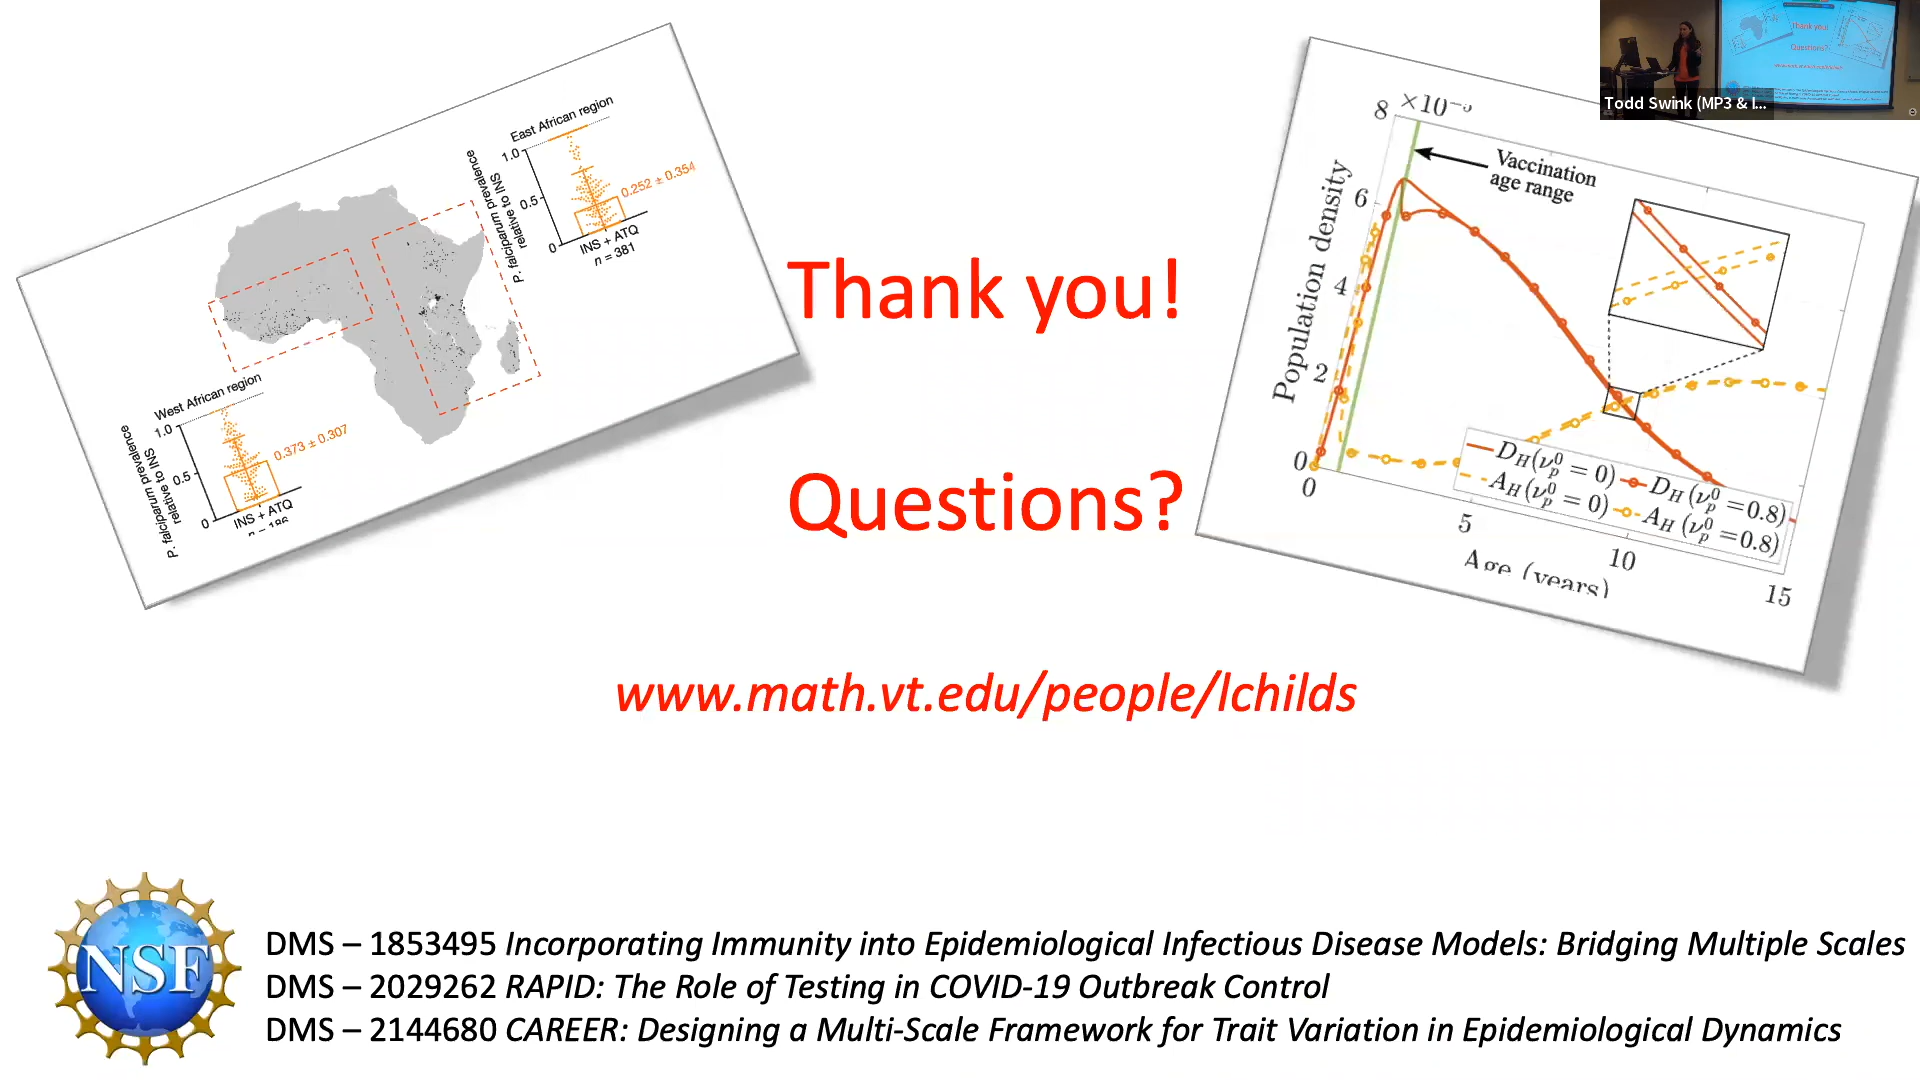 Todd Swink (MP3 & I...
Thank you!
Questions?
www.math.vt.edu/people/lchilds
East African region
P. falciparum prevalence
relative to INS
1.0
0.5
0
0.252 ± 0.354
INS + ATQ
n = 381
West African region
P. falciparum prevalence
relative to INS
1.0
0.5
0
0.373 ± 0.307
INS + ATQ
8
6
4
2
0
Population density
Vaccination
age range
D_H(ν_p^0 = 0)
D_H(ν_p^0 = 0.8)
A_H(ν_p^0 = 0)
A_H(ν_p^0 = 0.8)
0
5
10
15
Age (years)
NSF
DMS – 1853495 Incorporating Immunity into Epidemiological Infectious Disease Models: Bridging Multiple Scales
DMS – 2029262 RAPID: The Role of Testing in COVID-19 Outbreak Control
DMS – 2144680 CAREER: Designing a Multi-Scale Framework for Trait Variation in Epidemiological Dynamics